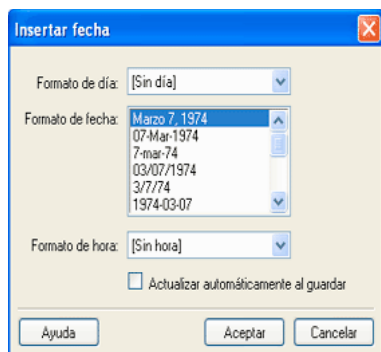 Insertar fecha
Formato de día: [Sin día]
Formato de fecha: Marzo 7, 1974
07-Mar-1974
7-mar-74
03/07/1974
3/7/74
1974-03-07
Formato de hora: [Sin hora]
Actualizar automáticamente al guardar
Ayuda Aceptar Cancelar